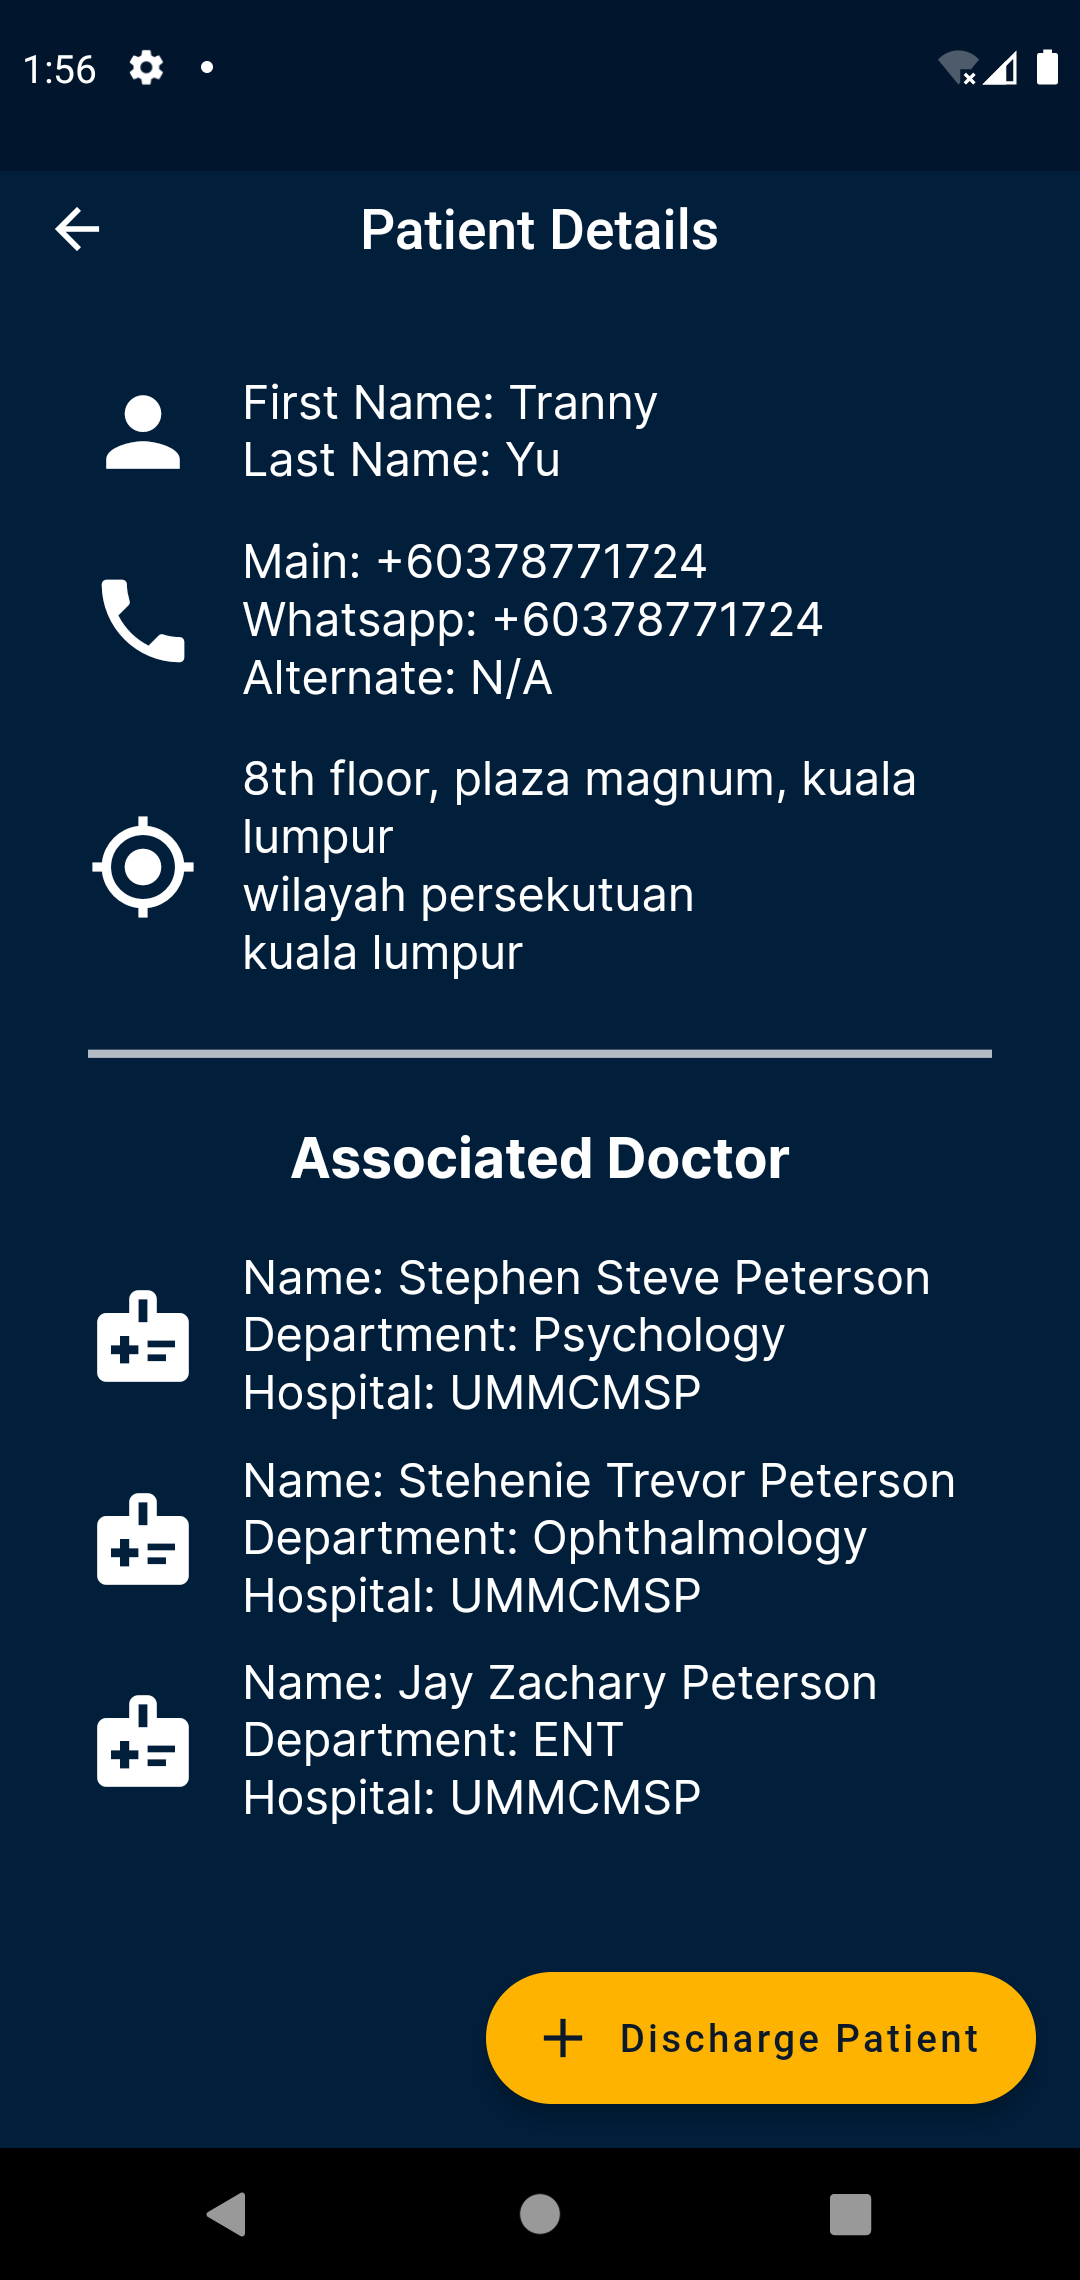 1:56
Patient Details
First Name: Tranny
Last Name: Yu
Main: +60378771724
Whatsapp: +60378771724
Alternate: N/A
8th floor, plaza magnum, kuala
lumpur
wilayah persekutuan
kuala lumpur
Associated Doctor
Name: Stephen Steve Peterson
Department: Psychology
Hospital: UMMCMSP
Name: Stehenie Trevor Peterson
Department: Ophthalmology
Hospital: UMMCMSP
Name: Jay Zachary Peterson
Department: ENT
Hospital: UMMCMSP
Discharge Patient